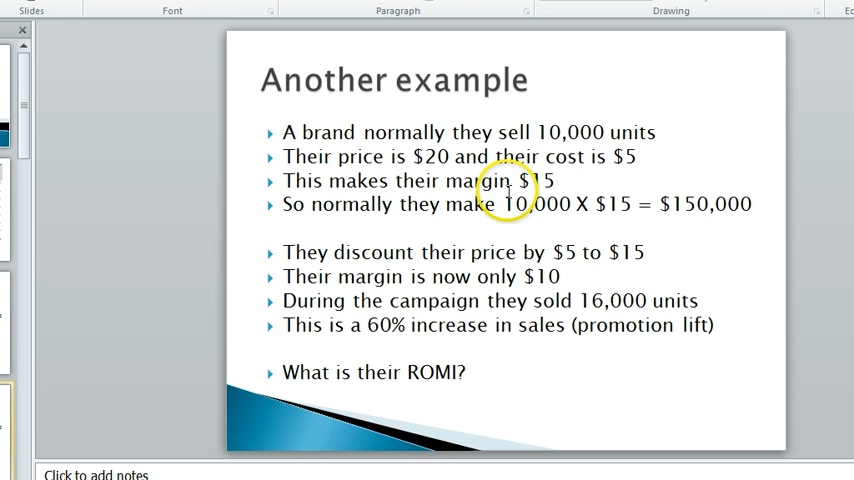 Slides
Font
Paragraph
Drawing
Another example
A brand normally they sell 10,000 units
Their price is $20 and their cost is $5
This makes their margin $15
So normally they make 10,000 X $15 = $150,000
They discount their price by $5 to $15
Their margin is now only $10
During the campaign they sold 16,000 units
This is a 60% increase in sales (promotion lift)
What is their ROMI?
Click to add notes